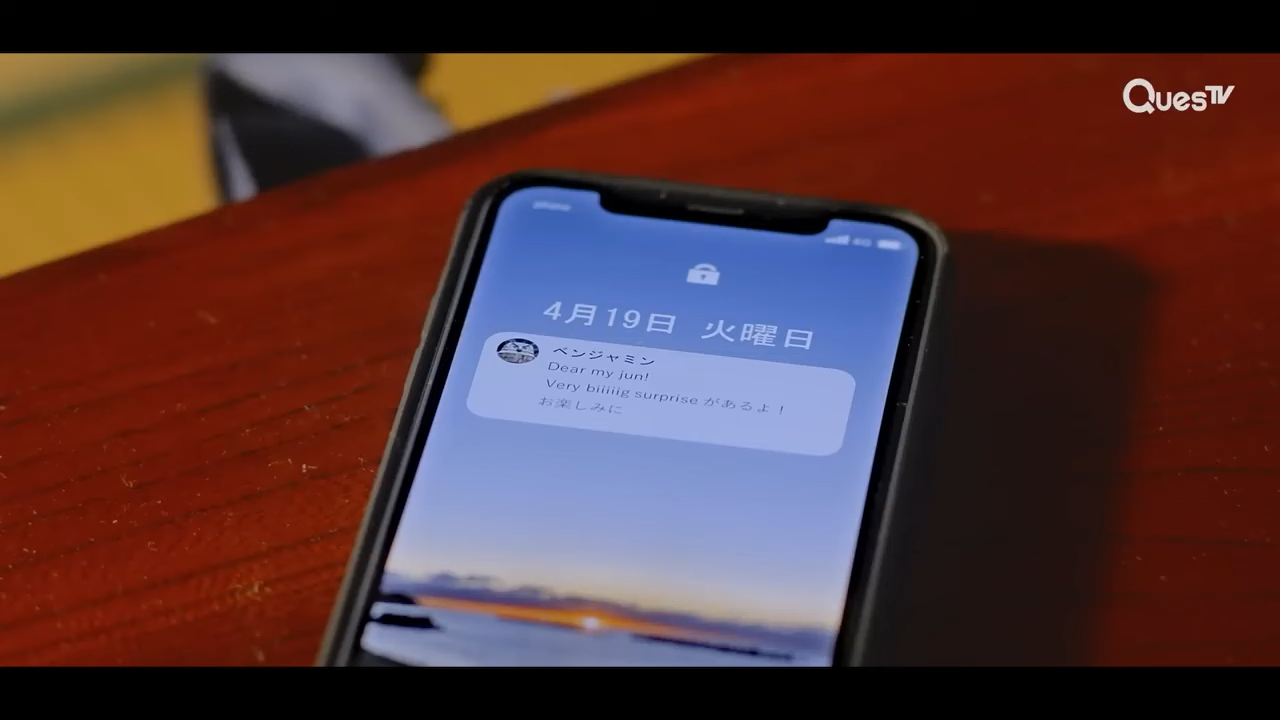 QuesTV
4G
4月19日 火曜日
ベンジャミン
Dear my jun!
Very biiiiig surprise があるよ！
お楽しみに